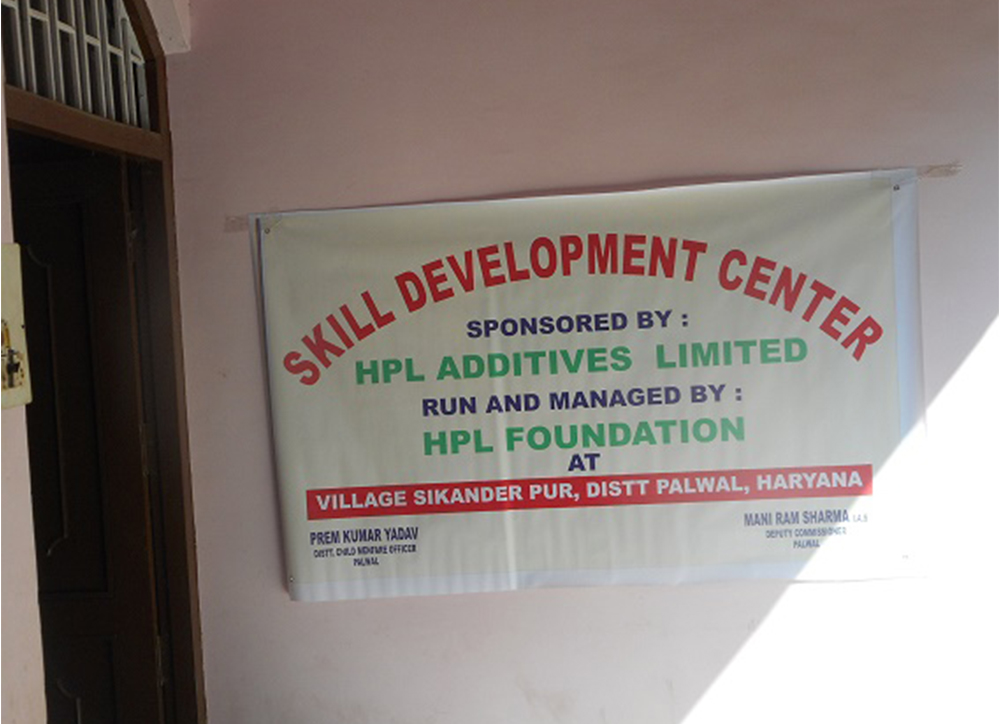 SKILL DEVELOPMENT CENTER
SPONSORED BY :
HPL ADDITIVES LIMITED
RUN AND MANAGED BY :
HPL FOUNDATION
AT
VILLAGE SIKANDER PUR, DISTT PALWAL, HARYANA
PREM KUMAR YADAV
DISTT. CHILD WENFARE OFFICER
PALWAL
MANI RAM SHARMA I.A.S
DEPUTY COMMISSIONER
PALWAL